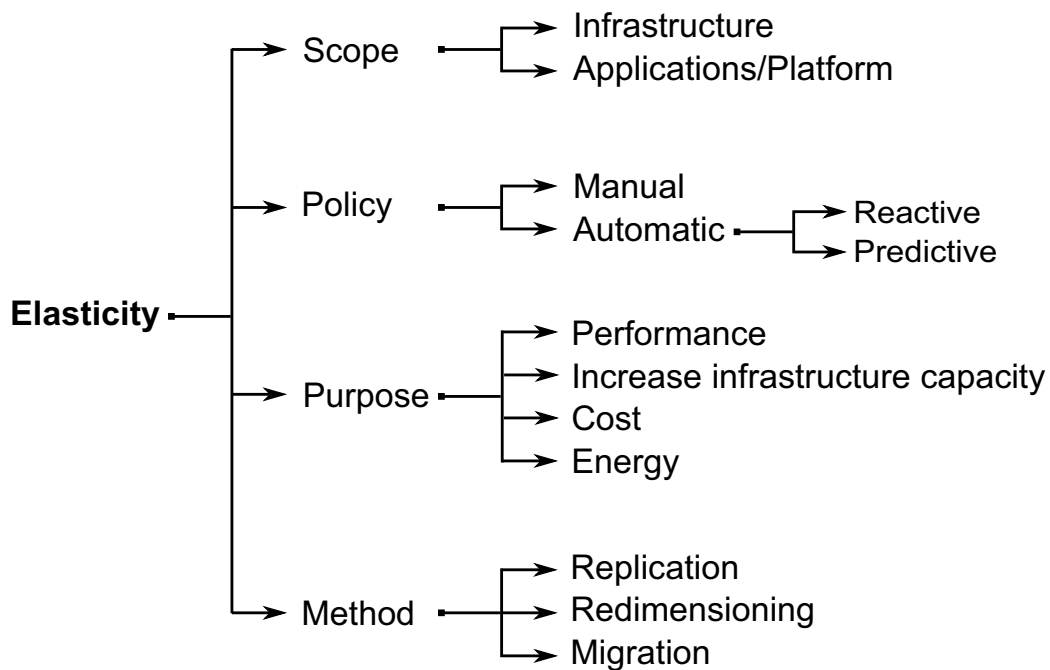 Elasticity
Scope
Infrastructure
Applications/Platform
Policy
Manual
Automatic
Reactive
Predictive
Purpose
Performance
Increase infrastructure capacity
Cost
Energy
Method
Replication
Redimensioning
Migration